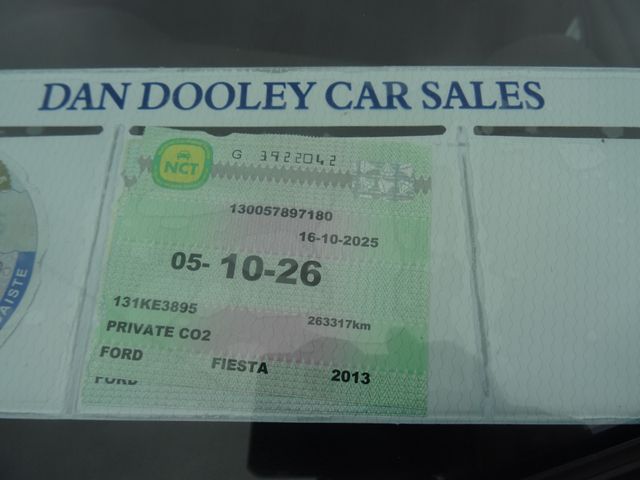 DAN DOOLEY CAR SALES
NCT
G 3922042
130057897180
16-10-2025
05-10-26
131KE3895
263317km
PRIVATE CO2
FORD FIESTA 2013
FORD
AISTE